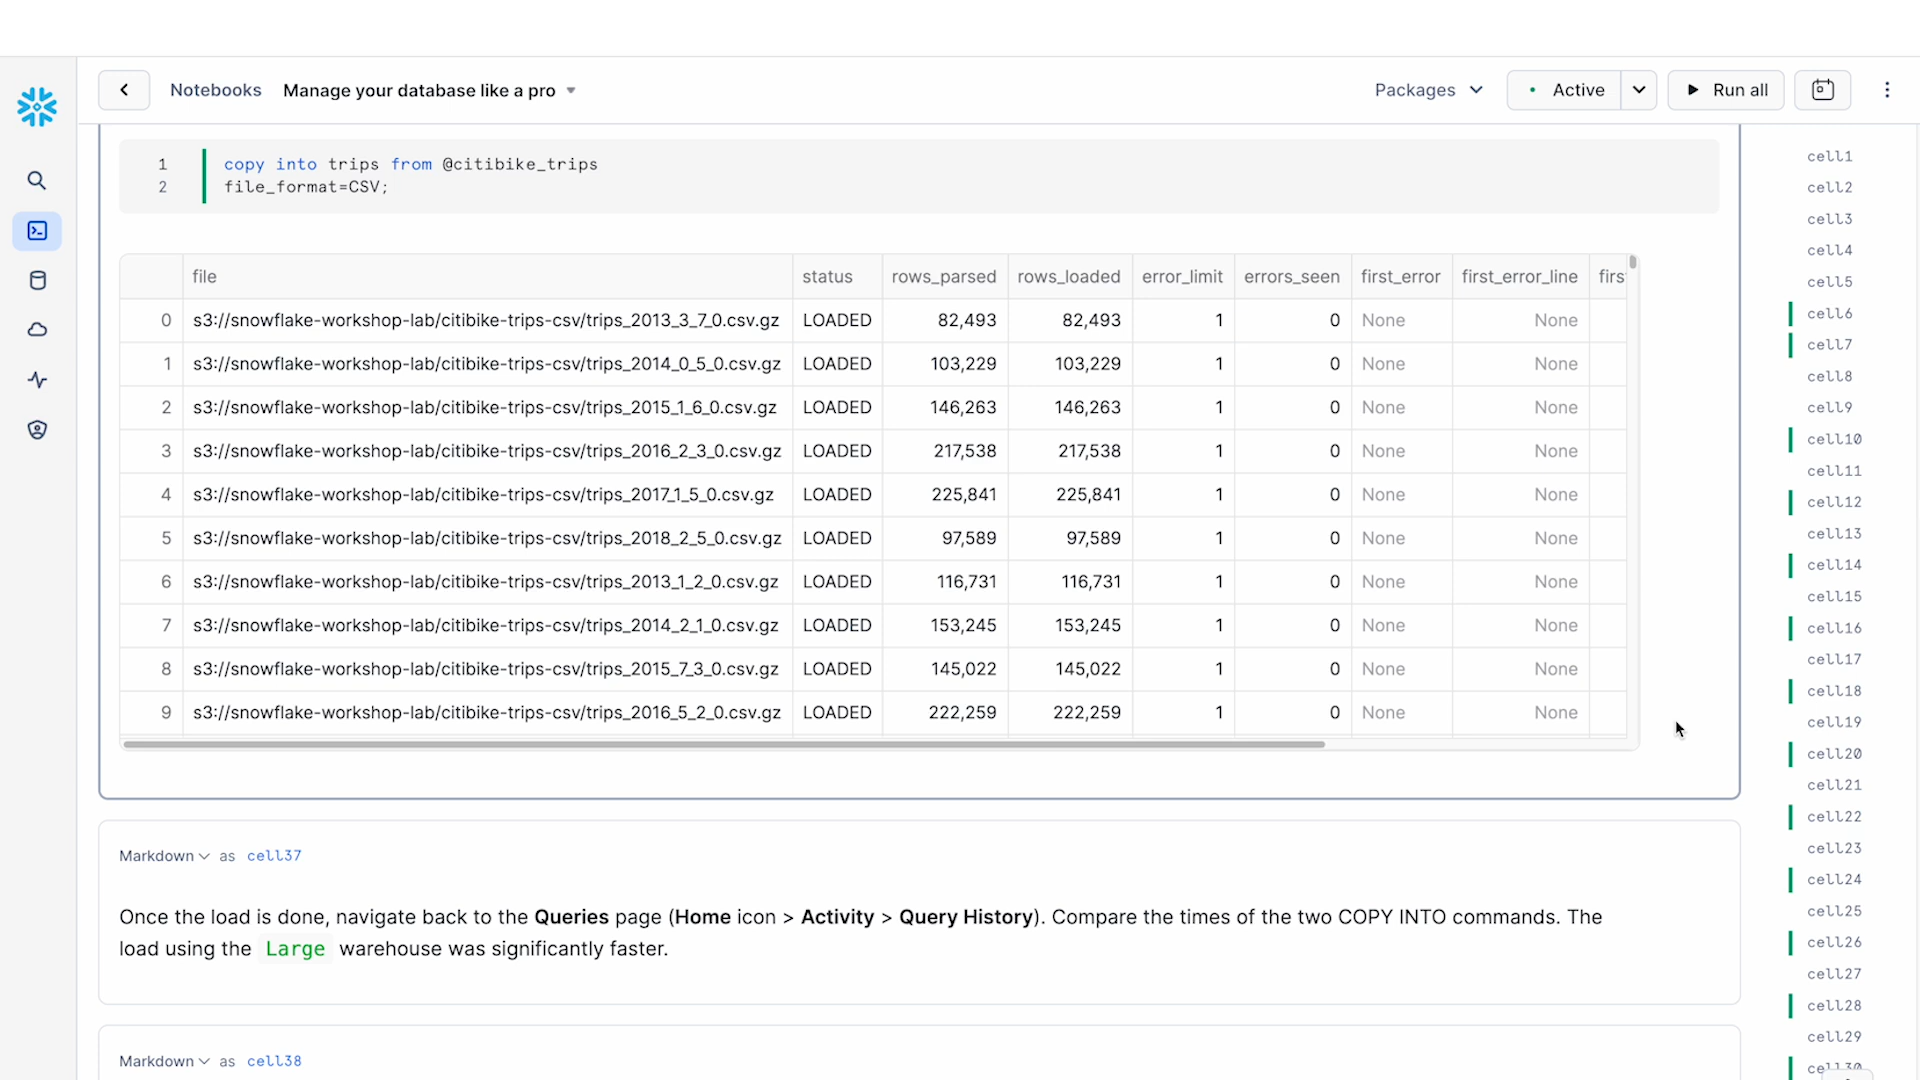 Notebooks Manage your database like a pro Packages Active Run all
1 copy into trips from @citibike_trips
2 file_format=CSV;
file status rows_parsed rows_loaded error_limit errors_seen first_error first_error_line firs
0 s3://snowflake-workshop-lab/citibike-trips-csv/trips_2013_3_7_0.csv.gz LOADED 82,493 82,493 1 0 None None
1 s3://snowflake-workshop-lab/citibike-trips-csv/trips_2014_0_5_0.csv.gz LOADED 103,229 103,229 1 0 None None
2 s3://snowflake-workshop-lab/citibike-trips-csv/trips_2015_1_6_0.csv.gz LOADED 146,263 146,263 1 0 None None
3 s3://snowflake-workshop-lab/citibike-trips-csv/trips_2016_2_3_0.csv.gz LOADED 217,538 217,538 1 0 None None
4 s3://snowflake-workshop-lab/citibike-trips-csv/trips_2017_1_5_0.csv.gz LOADED 225,841 225,841 1 0 None None
5 s3://snowflake-workshop-lab/citibike-trips-csv/trips_2018_2_5_0.csv.gz LOADED 97,589 97,589 1 0 None None
6 s3://snowflake-workshop-lab/citibike-trips-csv/trips_2013_1_2_0.csv.gz LOADED 116,731 116,731 1 0 None None
7 s3://snowflake-workshop-lab/citibike-trips-csv/trips_2014_2_1_0.csv.gz LOADED 153,245 153,245 1 0 None None
8 s3://snowflake-workshop-lab/citibike-trips-csv/trips_2015_7_3_0.csv.gz LOADED 145,022 145,022 1 0 None None
9 s3://snowflake-workshop-lab/citibike-trips-csv/trips_2016_5_2_0.csv.gz LOADED 222,259 222,259 1 0 None None
Markdown as cell37
Once the load is done, navigate back to the Queries page (Home icon > Activity > Query History). Compare the times of the two COPY INTO commands. The
load using the Large warehouse was significantly faster.
Markdown as cell38
cell1
cell2
cell3
cell4
cell5
cell6
cell7
cell8
cell9
cell10
cell11
cell12
cell13
cell14
cell15
cell16
cell17
cell18
cell19
cell20
cell21
cell22
cell23
cell24
cell25
cell26
cell27
cell28
cell29
cell30